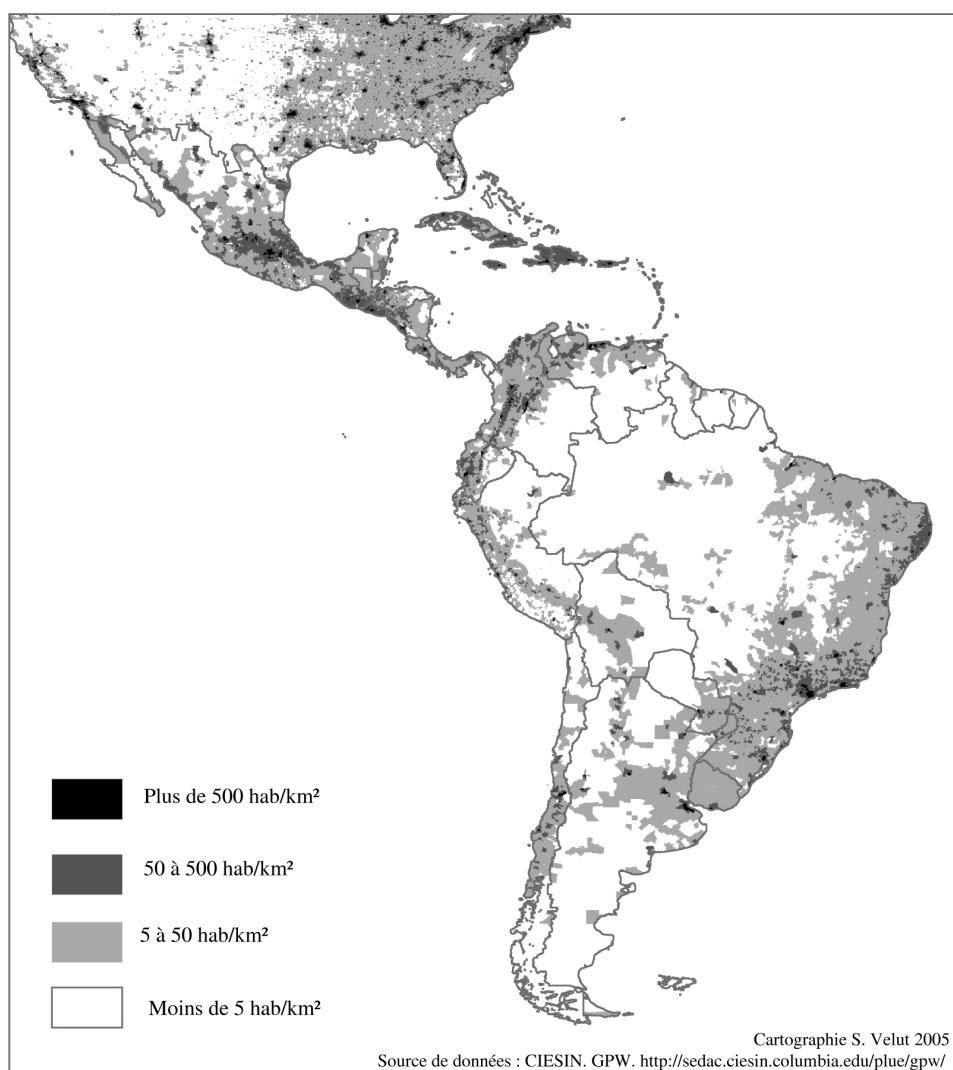 Plus de 500 hab/km²
50 à 500 hab/km²
5 à 50 hab/km²
Moins de 5 hab/km²
Cartographie S. Velut 2005
Source de données : CIESIN. GPW. http://sedac.ciesin.columbia.edu/plue/gpw/